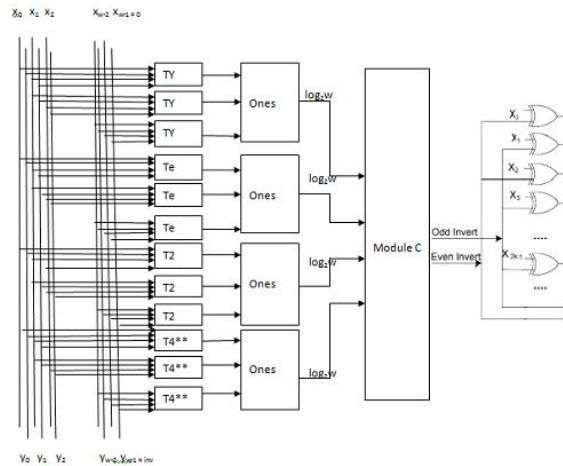 x₀ x₁ x₂ xw-2 xw-1 = 0
TY
TY
TY
Ones
log₂w
Te
Te
Te
Ones
log₂w
T2
T2
T2
Ones
log₂w
T4**
T4**
T4**
Ones
log₂w
Module C
Odd Invert
Even Invert
X₁
X₂
X₃
....
X 2k-1
....
y₀ y₁ y₂ yw-2 yw-1 = inv